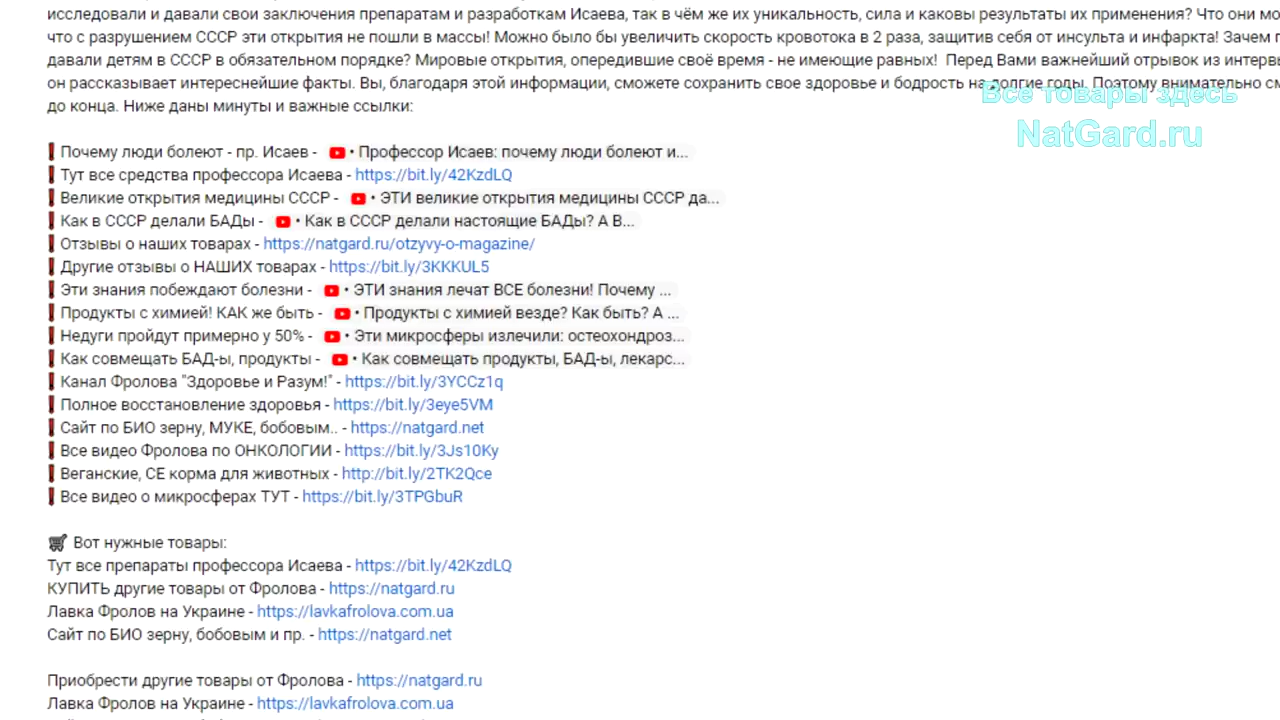 исследовали и давали свои заключения препаратам и разработкам Исаева, так в чём же их уникальность, сила и каковы результаты их применения? Что они мо
что с разрушением СССР эти открытия не пошли в массы! Можно было бы увеличить скорость кровотока в 2 раза, защитив себя от инсульта и инфаркта! Зачем
давали детям в СССР в обязательном порядке? Мировые открытия, опередившие своё время - не имеющие равных! Перед Вами важнейший отрывок из интерв
он рассказывает интереснейшие факты. Вы, благодаря этой информации, сможете сохранить свое здоровье и бодрость на долгие годы. Поэтому внимательно см
Все товары здесь
до конца. Ниже даны минуты и важные ссылки:
NatGard.ru
❗Почему люди болеют - пр. Исаев - • Профессор Исаев: почему люди болеют и...
❗Тут все средства профессора Исаева - https://bit.ly/42KzdLQ
❗Великие открытия медицины СССР - • ЭТИ великие открытия медицины СССР да...
❗Как в СССР делали БАДы - • Как в СССР делали настоящие БАДы? А В...
❗Отзывы о наших товарах - https://natgard.ru/otzyvy-o-magazine/
❗Другие отзывы о НАШИХ товарах - https://bit.ly/3KKKUL5
❗Эти знания побеждают болезни - • ЭТИ знания лечат ВСЕ болезни! Почему ...
❗Продукты с химией! КАК же быть - • Продукты с химией везде? Как быть? А ...
❗Недуги пройдут примерно у 50% - • Эти микросферы излечили: остеохондроз...
❗Как совмещать БАД-ы, продукты - • Как совмещать продукты, БАД-ы, лекарс...
❗Канал Фролова "Здоровье и Разум!" - https://bit.ly/3YCCz1q
❗Полное восстановление здоровья - https://bit.ly/3eye5VM
❗Сайт по БИО зерну, МУКЕ, бобовым.. - https://natgard.net
❗Все видео Фролова по ОНКОЛОГИИ - https://bit.ly/3Js10Ky
❗Веганские, СЕ корма для животных - http://bit.ly/2TK2Qce
❗Все видео о микросферах ТУТ - https://bit.ly/3TPGbuR
🛒 Вот нужные товары:
Тут все препараты профессора Исаева - https://bit.ly/42KzdLQ
КУПИТЬ другие товары от Фролова - https://natgard.ru
Лавка Фролов на Украине - https://lavkafrolova.com.ua
Сайт по БИО зерну, бобовым и пр. - https://natgard.net
Приобрести другие товары от Фролова - https://natgard.ru
Лавка Фролов на Украине - https://lavkafrolova.com.ua